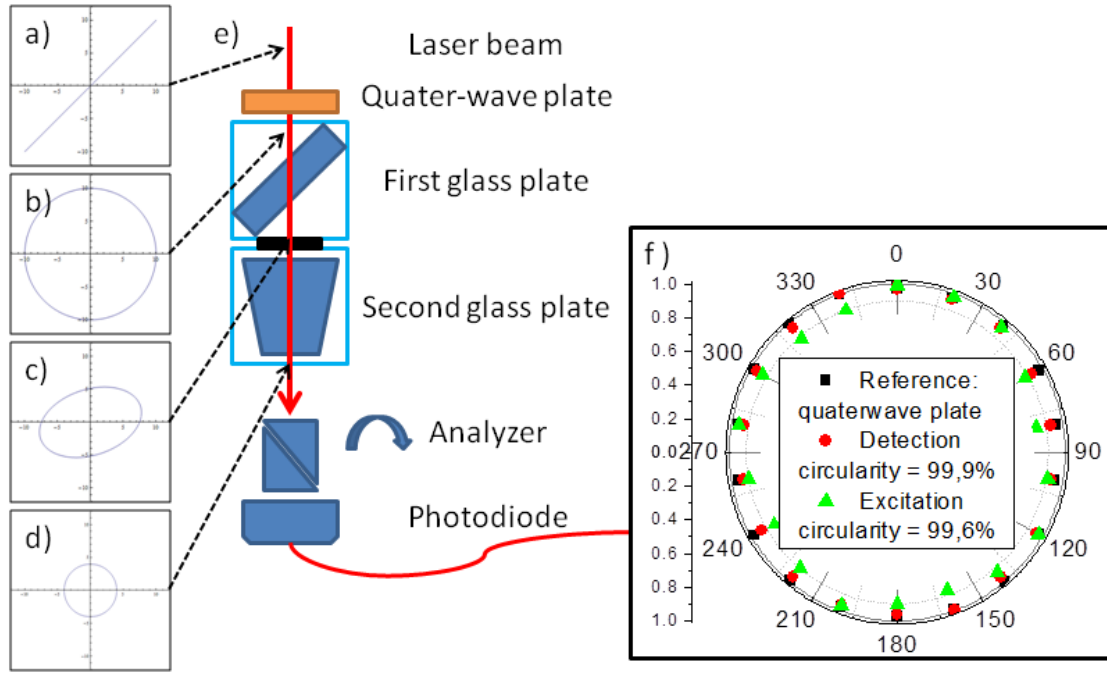 a)
b)
c)
d)
e)
Laser beam
Quater-wave plate
First glass plate
Second glass plate
Analyzer
Photodiode
f )
0
30
60
90
120
150
180
210
240
270
300
330
1.0
0.8
0.6
0.4
0.2
0.0
0.2
0.4
0.6
0.8
1.0
Reference:
quaterwave plate
Detection
circularity = 99,9%
Excitation
circularity = 99,6%